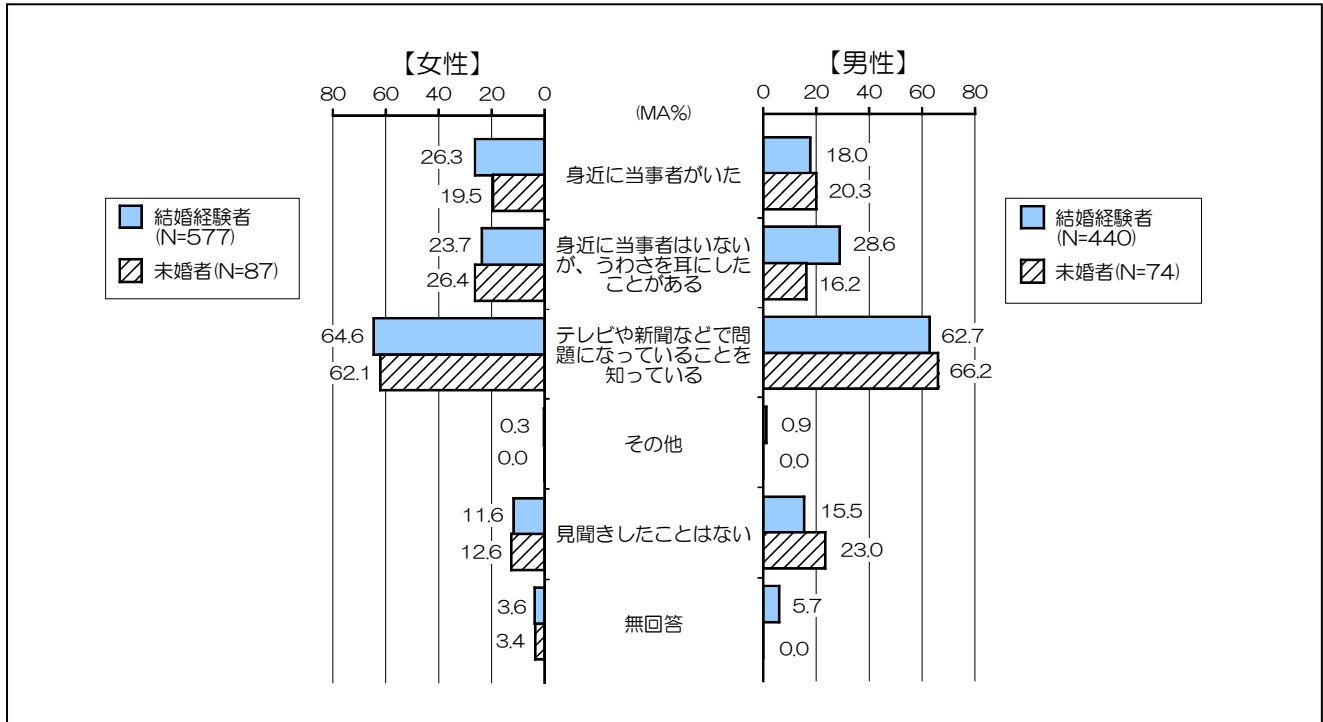 【女性】
【男性】
80 60 40 20 0
0 20 40 60 80
(MA%)
結婚経験者
(N=577)
未婚者(N=87)
結婚経験者
(N=440)
未婚者(N=74)
26.3
19.5
身近に当事者がいた
18.0
20.3
23.7
26.4
身近に当事者はいない
が、うわさを耳にした
ことがある
28.6
16.2
64.6
62.1
テレビや新聞などで問
題になっていることを
知っている
62.7
66.2
0.3
0.0
その他
0.9
0.0
11.6
12.6
見聞きしたことはない
15.5
23.0
3.6
3.4
無回答
5.7
0.0